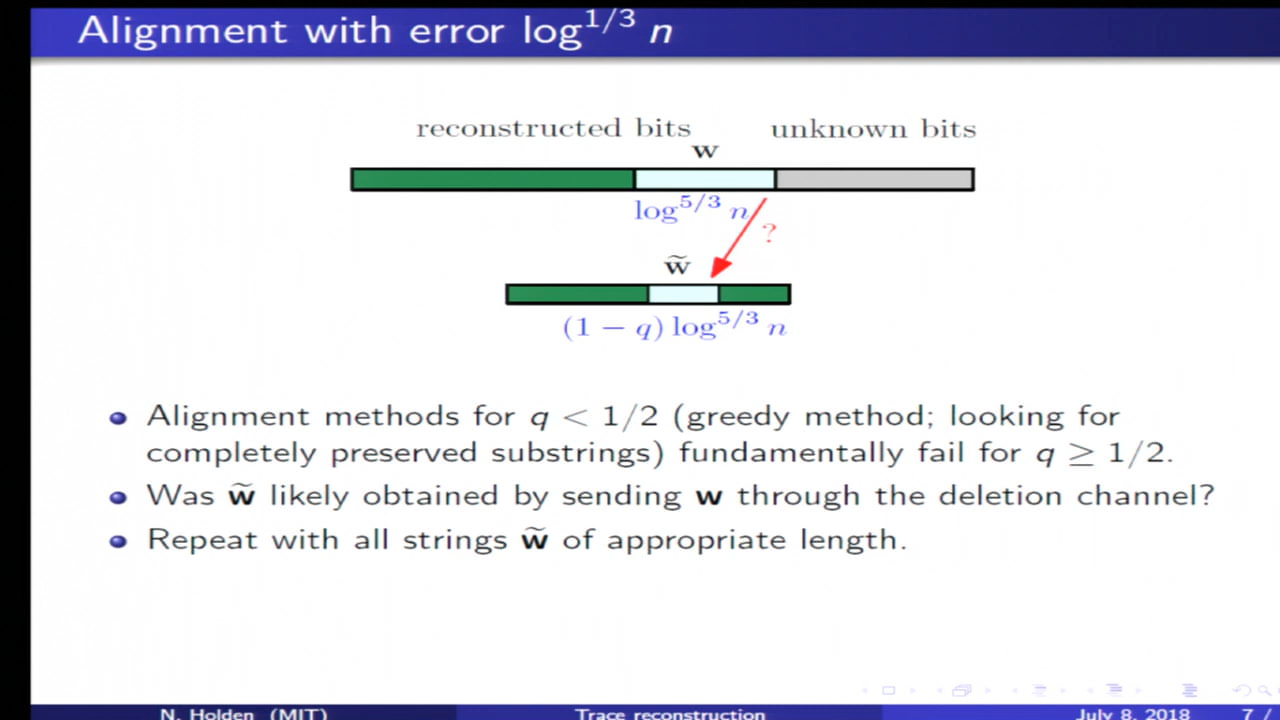 Alignment with error log^{1/3} n
reconstructed bits
unknown bits
w
log^{5/3} n
?
w̃
(1 − q) log^{5/3} n
Alignment methods for q < 1/2 (greedy method; looking for
completely preserved substrings) fundamentally fail for q ≥ 1/2.
Was w̃ likely obtained by sending w through the deletion channel?
Repeat with all strings w̃ of appropriate length.
N. Holden (MIT)
Trace reconstruction
July 8, 2018
7 /